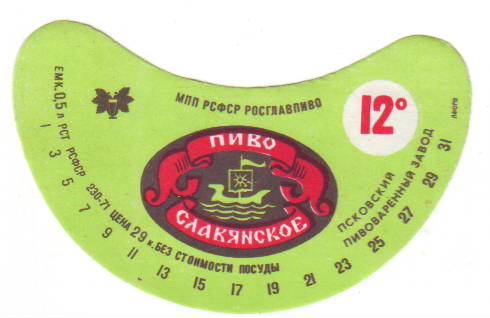 МПП РСФСР РОСГЛАВПИВО
12°
ПИВО
СЛАВЯНСКОЕ
ПСКОВСКИЙ
ПИВОВАРЕННЫЙ ЗАВОД
ЕМК. 0,5 л РСТ РСФСР 230-71 ЦЕНА 29 к. БЕЗ СТОИМОСТИ ПОСУДЫ
1 3 5 7 9 11 13 15 17 19 21 23 25 27 29 31